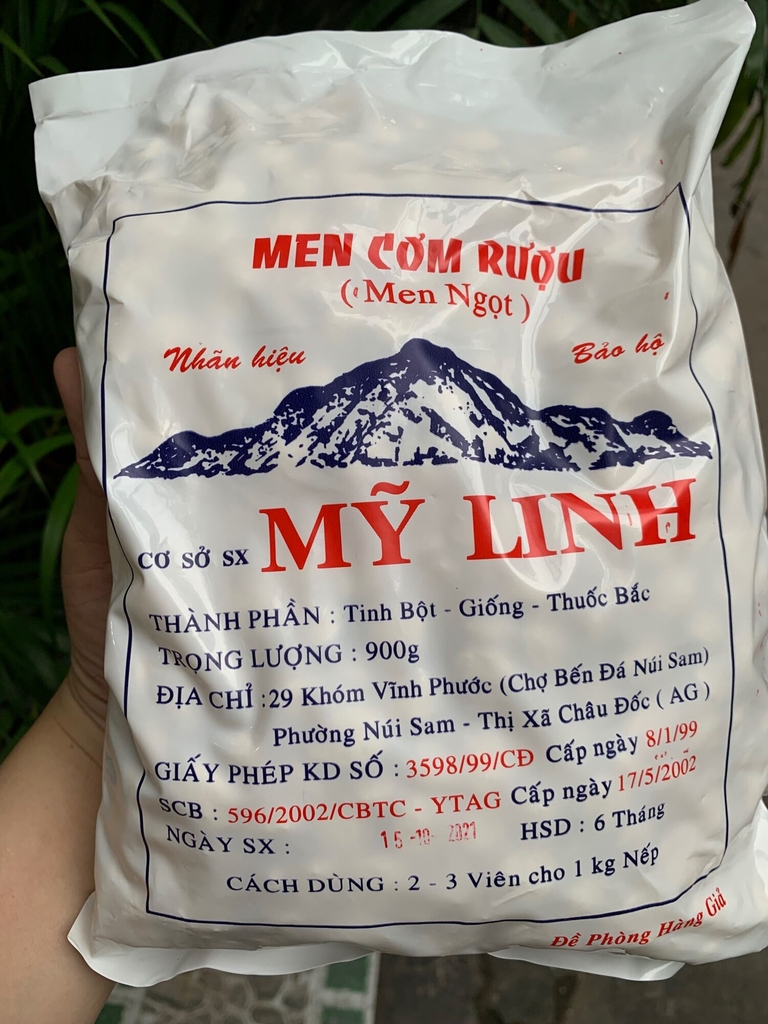 MEN CƠM RƯỢU
( Men Ngọt )
Nhãn hiệu Bảo hộ
CƠ SỞ SX MỸ LINH
THÀNH PHẦN : Tinh Bột - Giống - Thuốc Bắc
TRỌNG LƯỢNG : 900g
ĐỊA CHỈ : 29 Khóm Vĩnh Phước (Chợ Bến Đá Núi Sam)
Phường Núi Sam - Thị Xã Châu Đốc ( AG )
GIẤY PHÉP KD SỐ : 3598/99/CĐ Cấp ngày 8/1/99
SCB : 596/2002/CBTC - YTAG Cấp ngày 17/5/2002
NGÀY SX : 15 -10- 2021 HSD : 6 Tháng
CÁCH DÙNG : 2 - 3 Viên cho 1 kg Nếp
Đề Phòng Hàng Giả